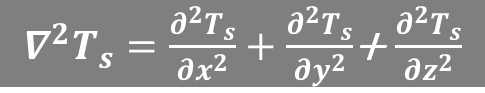 ∇²Tₛ = ∂²Tₛ/∂x² + ∂²Tₛ/∂y² + ∂²Tₛ/∂z²